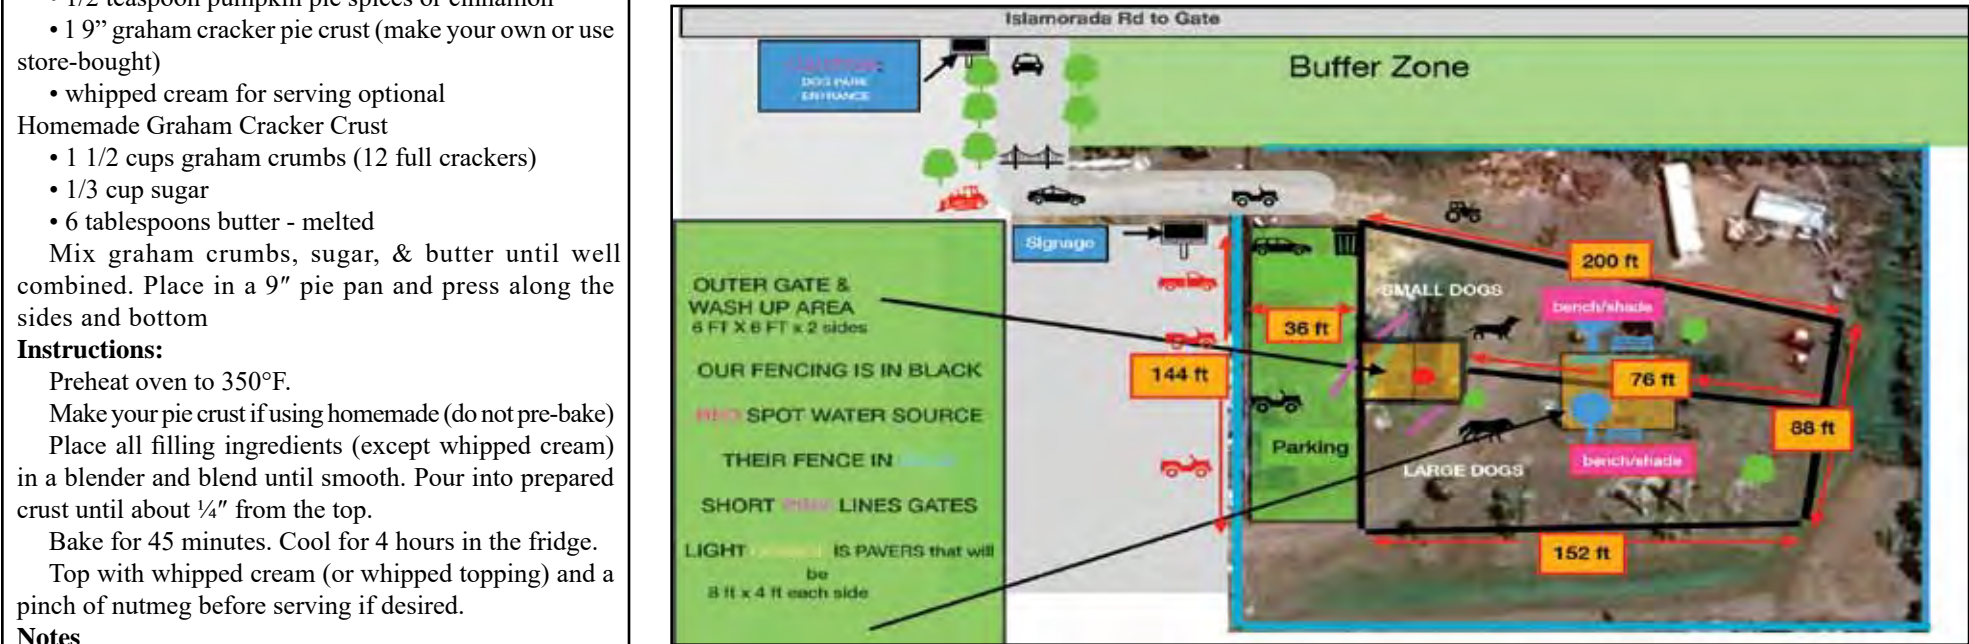 • 1/2 teaspoon pumpkin pie spices or cinnamon
• 1 9” graham cracker pie crust (make your own or use
store-bought)
• whipped cream for serving optional
Homemade Graham Cracker Crust
• 1 1/2 cups graham crumbs (12 full crackers)
• 1/3 cup sugar
• 6 tablespoons butter - melted
Mix graham crumbs, sugar, & butter until well
combined. Place in a 9″ pie pan and press along the
sides and bottom
Instructions:
Preheat oven to 350°F.
Make your pie crust if using homemade (do not pre-bake)
Place all filling ingredients (except whipped cream)
in a blender and blend until smooth. Pour into prepared
crust until about ¼″ from the top.
Bake for 45 minutes. Cool for 4 hours in the fridge.
Top with whipped cream (or whipped topping) and a
pinch of nutmeg before serving if desired.
Notes
Islamorada Rd to Gate
Buffer Zone
DOG PARK
ENTRANCE
Signage
OUTER GATE &
WASH UP AREA
6 FT X 6 FT x 2 sides
OUR FENCING IS IN BLACK
RED SPOT WATER SOURCE
THEIR FENCE IN
SHORT PINK LINES GATES
LIGHT IS PAVERS that will
be
8 ft x 4 ft each side
144 ft
36 ft
Parking
SMALL DOGS
LARGE DOGS
200 ft
bench/shade
76 ft
88 ft
bench/shade
152 ft